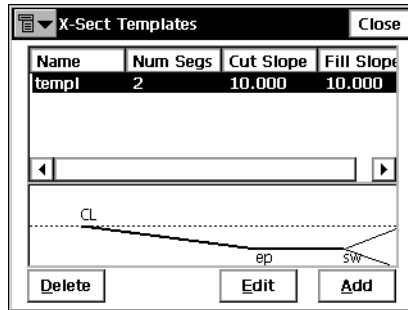 X-Sect Templates Close
Name Num Segs Cut Slope Fill Slope
templ 2 10.000 10.000
CL
ep sw
Delete Edit Add